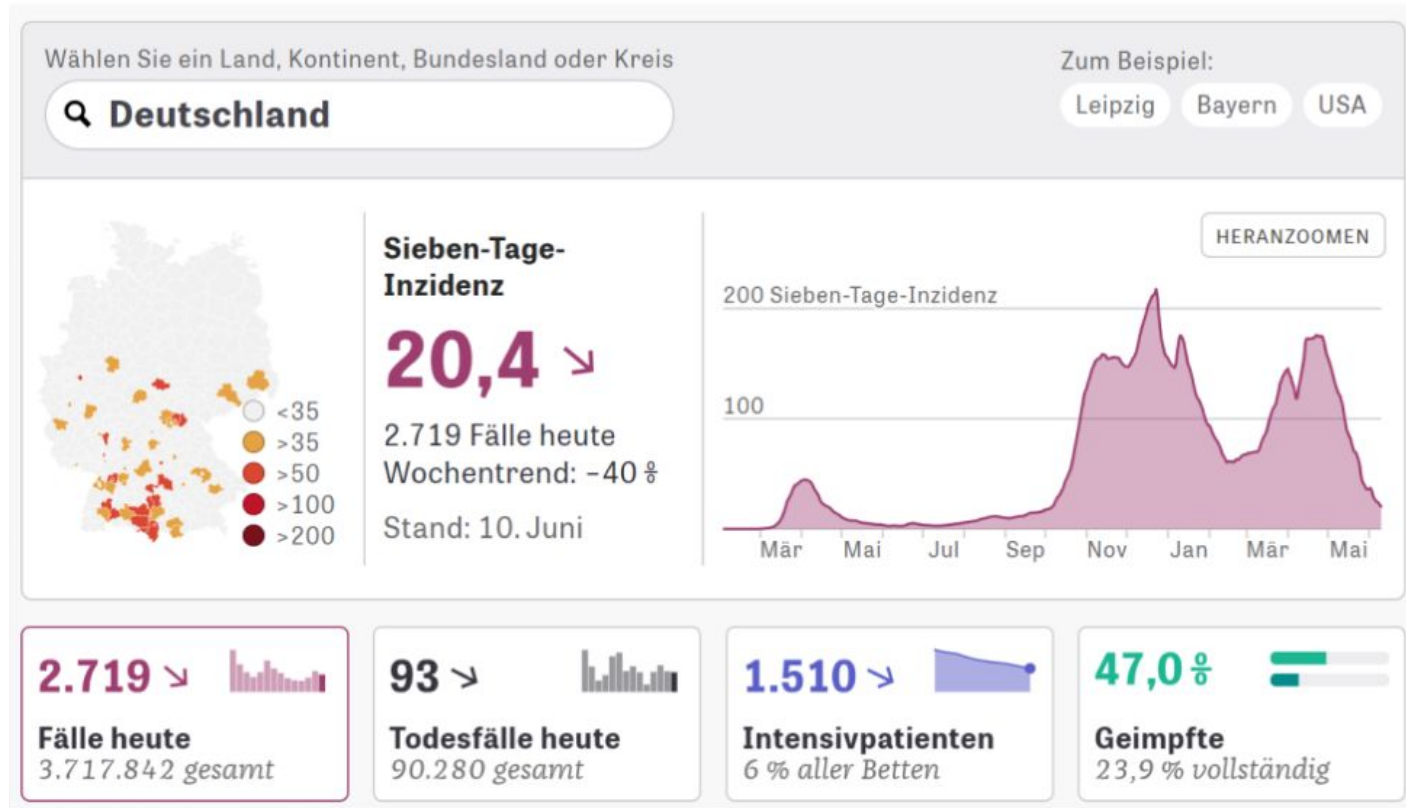 Wählen Sie ein Land, Kontinent, Bundesland oder Kreis
Deutschland
Zum Beispiel:
Leipzig Bayern USA
<35
>35
>50
>100
>200
Sieben-Tage-
Inzidenz
20,4
2.719 Fälle heute
Wochentrend: −40 %
Stand: 10. Juni
HERANZOOMEN
200 Sieben-Tage-Inzidenz
100
Mär Mai Jul Sep Nov Jan Mär Mai
2.719
Fälle heute
3.717.842 gesamt
93
Todesfälle heute
90.280 gesamt
1.510
Intensivpatienten
6 % aller Betten
47,0 %
Geimpfte
23,9 % vollständig